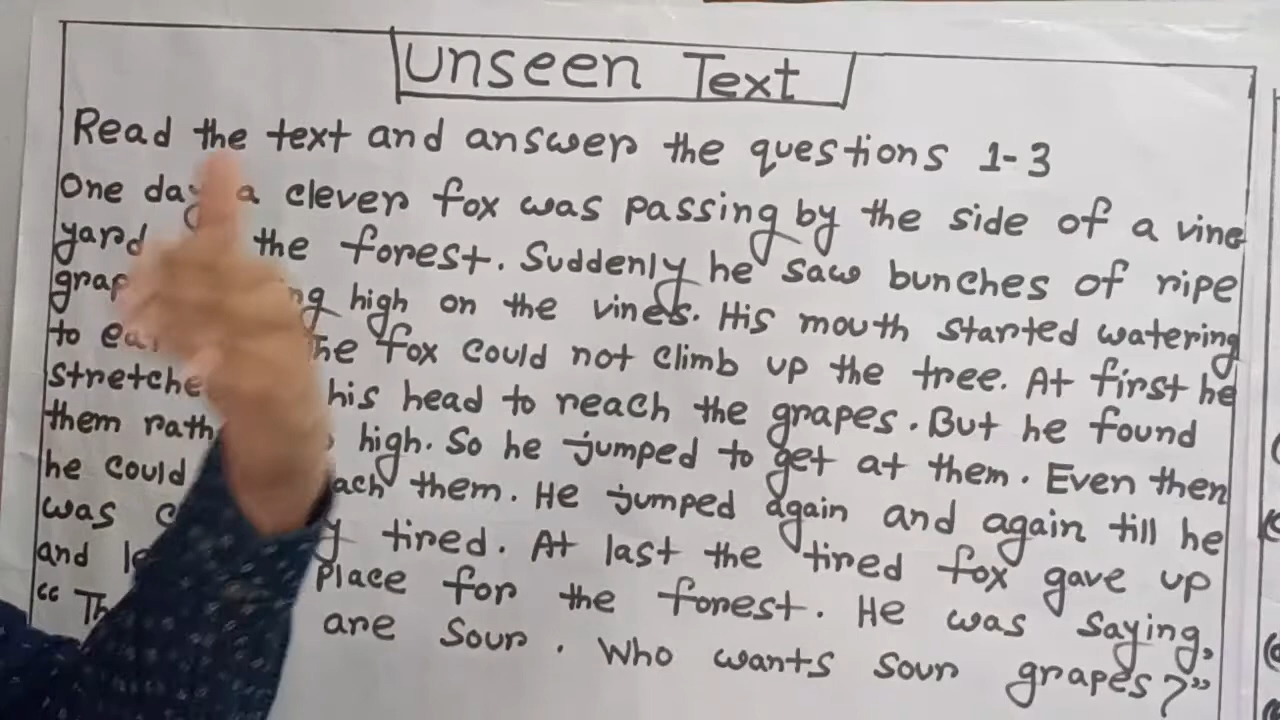 Unseen Text
Read the text and answer the questions 1-3
One day a clever fox was passing by the side of a vine
yard the forest. Suddenly he saw bunches of ripe
high on the vines. His mouth started watering
to he fox could not climb up the tree. At first he
his head to reach the grapes. But he found
them high. So he jumped to get at them. Even then
he could them. He jumped again and again till he
was tired. At last the tired fox gave up
and place for the forest. He was saying,
" are sour. Who wants sour grapes?"